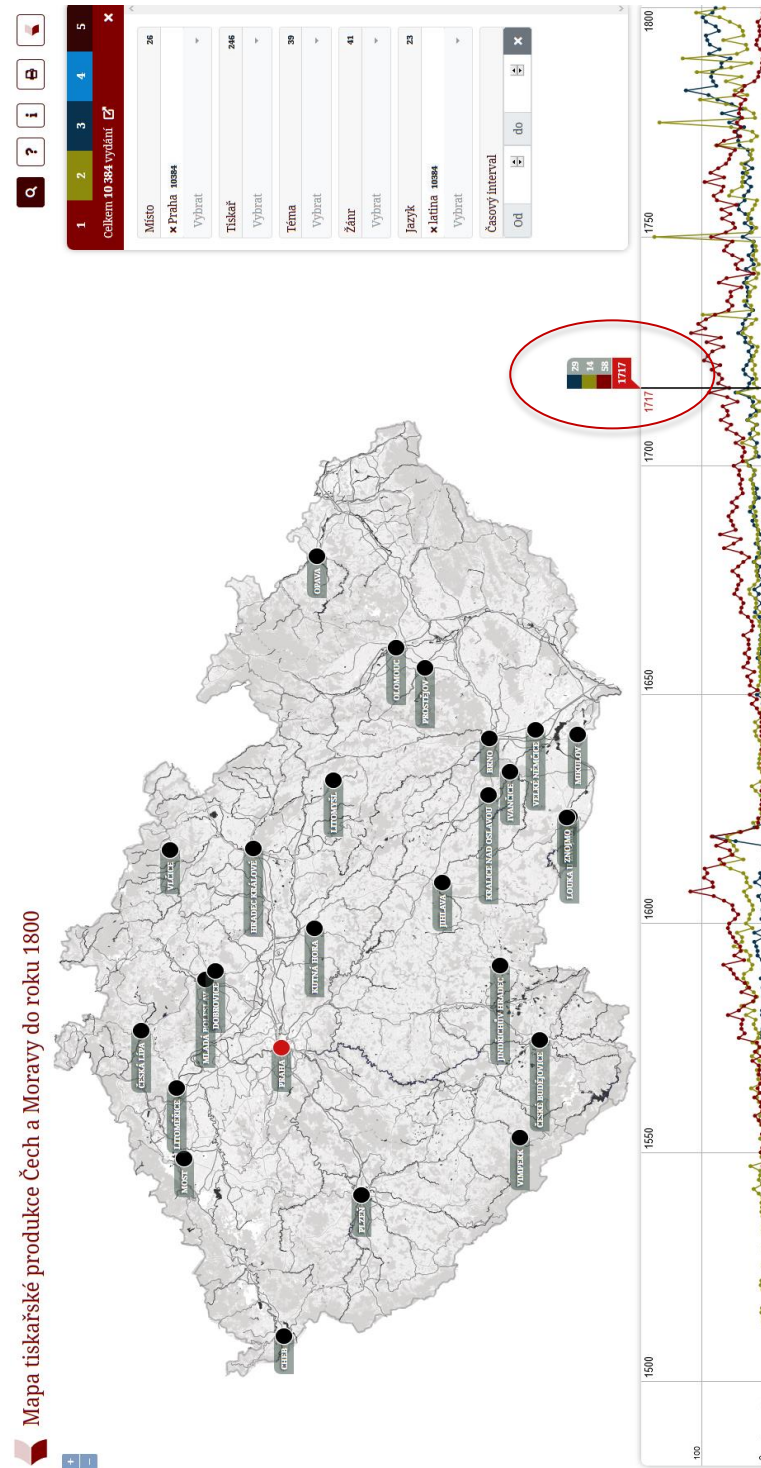 Mapa tiskařské produkce Čech a Moravy do roku 1800
+
−
? i
1 2 3 4 5
Celkem 10 384 vydání ×
Místo 26
× Praha 10384
Vybrat
Tiskař 246
Vybrat
Téma 39
Vybrat
Žánr 41
Vybrat
Jazyk 23
× latina 10384
Vybrat
Časový interval
Od do ×
ČESKÁ LÍPA
LITOMĚŘICE
MOST
VLČICE
MLADÁ BOLESLAV
DOBROVICE
HRADEC KRÁLOVÉ
CHEB
PRAHA
KUTNÁ HORA
OPAVA
LITOMYŠL
PLZEŇ
OLOMOUC
PROSTĚJOV
JIHLAVA
BRNO
KRALICE NAD OSLAVOU
IVANČICE
JINDŘICHŮV HRADEC
VIMPERK
VELKÉ NĚMČICE
ČESKÉ BUDĚJOVICE
LOUKA U ZNOJMO
MIKULOV
29
14
58
1717
1500 1550 1600 1650 1700 1717 1750 1800
100